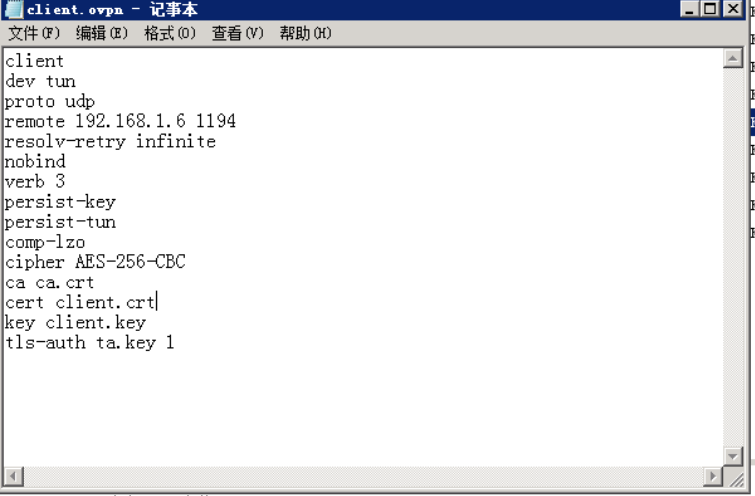 client.ovpn - 记事本
文件(F) 编辑(E) 格式(O) 查看(V) 帮助(H)
client
dev tun
proto udp
remote 192.168.1.6 1194
resolv-retry infinite
nobind
verb 3
persist-key
persist-tun
comp-lzo
cipher AES-256-CBC
ca ca.crt
cert client.crt
key client.key
tls-auth ta.key 1